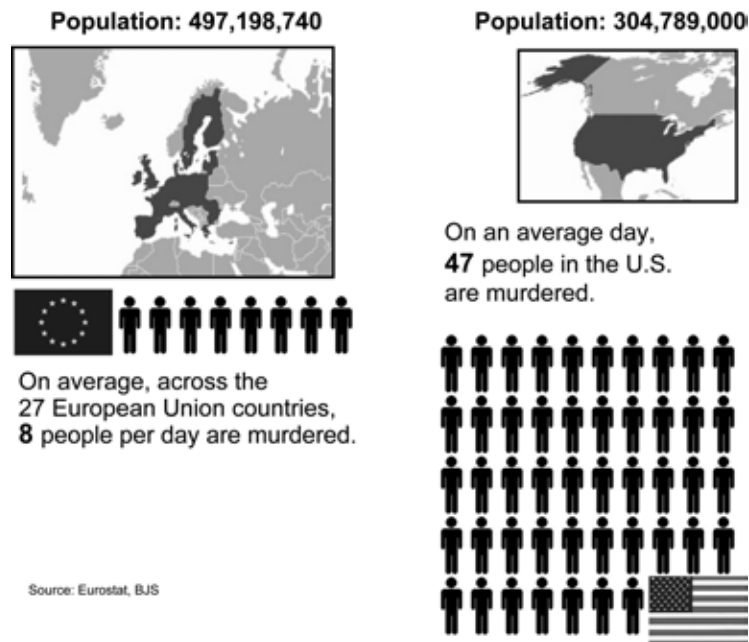 Population: 497,198,740
On average, across the
27 European Union countries,
8 people per day are murdered.
Source: Eurostat, BJS
Population: 304,789,000
On an average day,
47 people in the U.S.
are murdered.